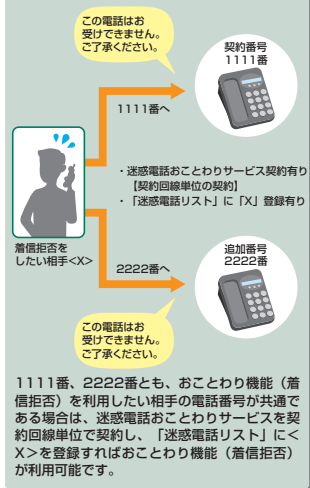 この電話はお
受けできません。
ご了承ください。
契約番号
1111番
1111番へ
・迷惑電話おことわりサービス契約有り
【契約回線単位の契約】
・「迷惑電話リスト」に「X」登録有り
着信拒否を
したい相手<X>
追加番号
2222番
2222番へ
この電話はお
受けできません。
ご了承ください。
1111番、2222番とも、おことわり機能（着
信拒否）を利用したい相手の電話番号が共通で
ある場合は、迷惑電話おことわりサービスを契
約回線単位で契約し、「迷惑電話リスト」に<
X>を登録すればおことわり機能（着信拒否）
が利用可能です。